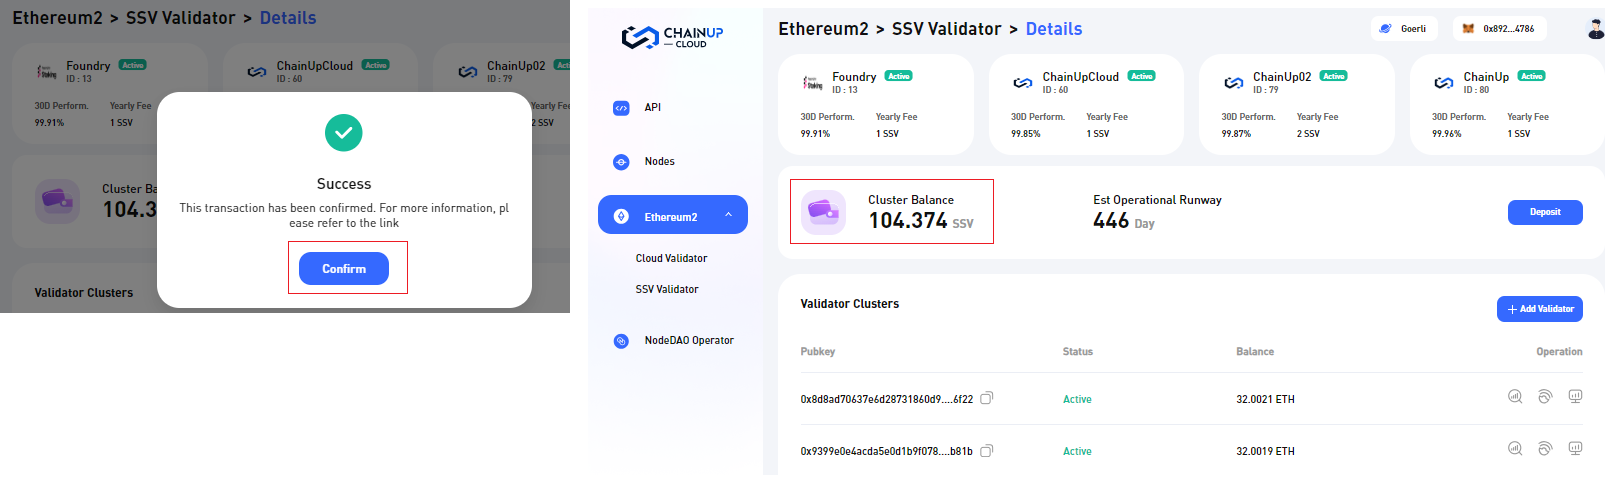 Ethereum2 > SSV Validator > Details
Foundry Active
ID : 13
30D Perform. Yearly Fee
99.91% 1 SSV
ChainUpCloud Active
ID : 60
ChainUp02
ID : 79
Yearly Fee
2 SSV
Cluster Ba
104.3
Validator Clusters
Success
This transaction has been confirmed. For more information, pl
ease refer to the link
Confirm
CHAINUP
CLOUD
API
Nodes
Ethereum2
Cloud Validator
SSV Validator
NodeDAO Operator
Ethereum2 > SSV Validator > Details
Goerli
0x892...4786
Foundry Active
ID : 13
30D Perform. Yearly Fee
99.91% 1 SSV
ChainUpCloud Active
ID : 60
30D Perform. Yearly Fee
99.85% 1 SSV
ChainUp02 Active
ID : 79
30D Perform. Yearly Fee
99.87% 2 SSV
ChainUp Active
ID : 80
30D Perform. Yearly Fee
99.96% 1 SSV
Cluster Balance
104.374 SSV
Est Operational Runway
446 Day
Deposit
Validator Clusters
+ Add Validator
Pubkey Status Balance Operation
0x8d8ad70637e6d28731860d9....6f22 Active 32.0021 ETH
0x9399e0e4acda5e0d1b9f078....b81b Active 32.0019 ETH